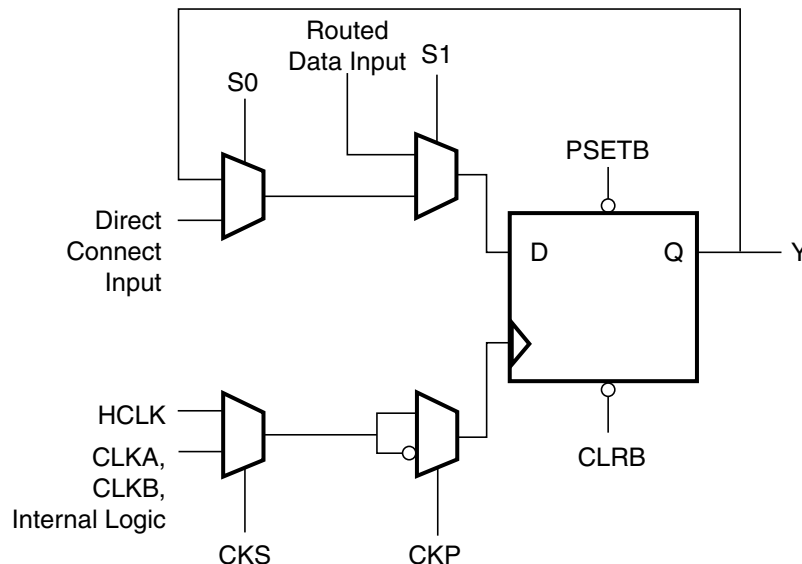 Routed
Data Input
S1
S0
PSETB
Direct
Connect
Input
D
Q
Y
HCLK
CLKA,
CLKB,
Internal Logic
CLRB
CKS
CKP